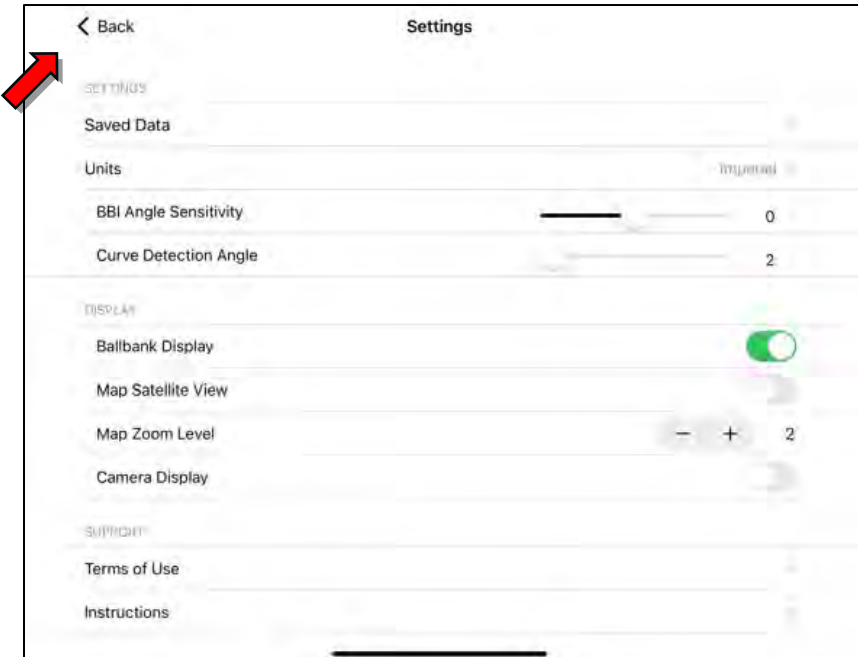 Back
Settings
SETTINGS
Saved Data
Units Imperial
BBI Angle Sensitivity 0
Curve Detection Angle 2
DISPLAY
Ballbank Display
Map Satellite View
Map Zoom Level − + 2
Camera Display
SUPPORT
Terms of Use
Instructions